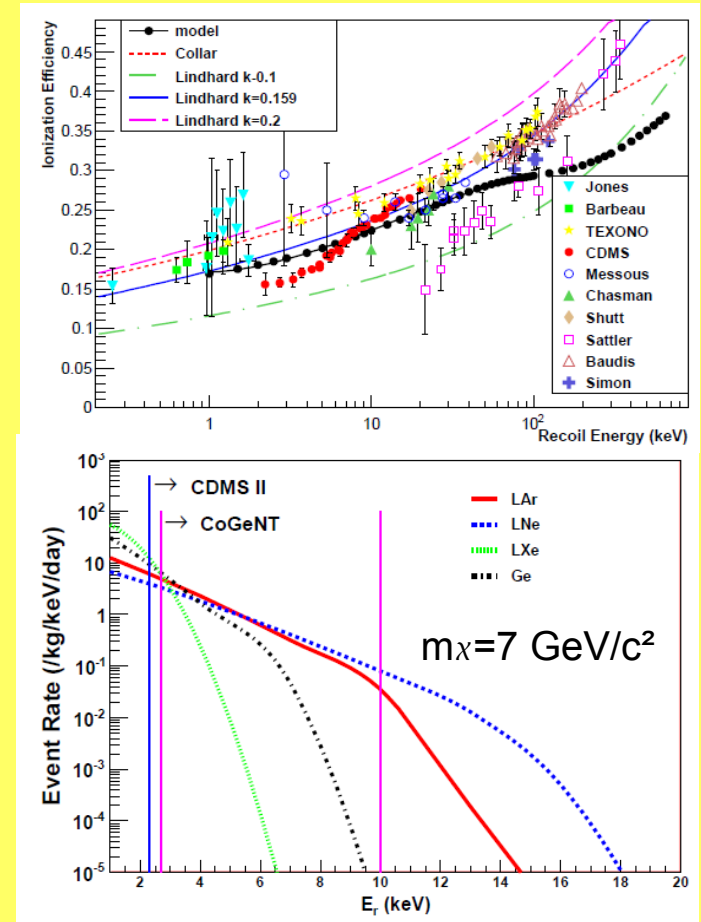 model
Collar
Lindhard k-0.1
Lindhard k=0.159
Lindhard k=0.2
Ionization Efficiency
0.45
0.4
0.35
0.3
0.25
0.2
0.15
0.1
0.05
0
Jones
Barbeau
TEXONO
CDMS
Messous
Chasman
Shutt
Sattler
Baudis
Simon
1 10 10²
Recoil Energy (keV)
10³
10²
10
1
10⁻¹
10⁻²
10⁻³
10⁻⁴
10⁻⁵
Event Rate (/kg/keV/day)
→ CDMS II
→ CoGeNT
LAr
LNe
LXe
Ge
mχ=7 GeV/c²
2 4 6 8 10 12 14 16 18 20
Eᵣ (keV)